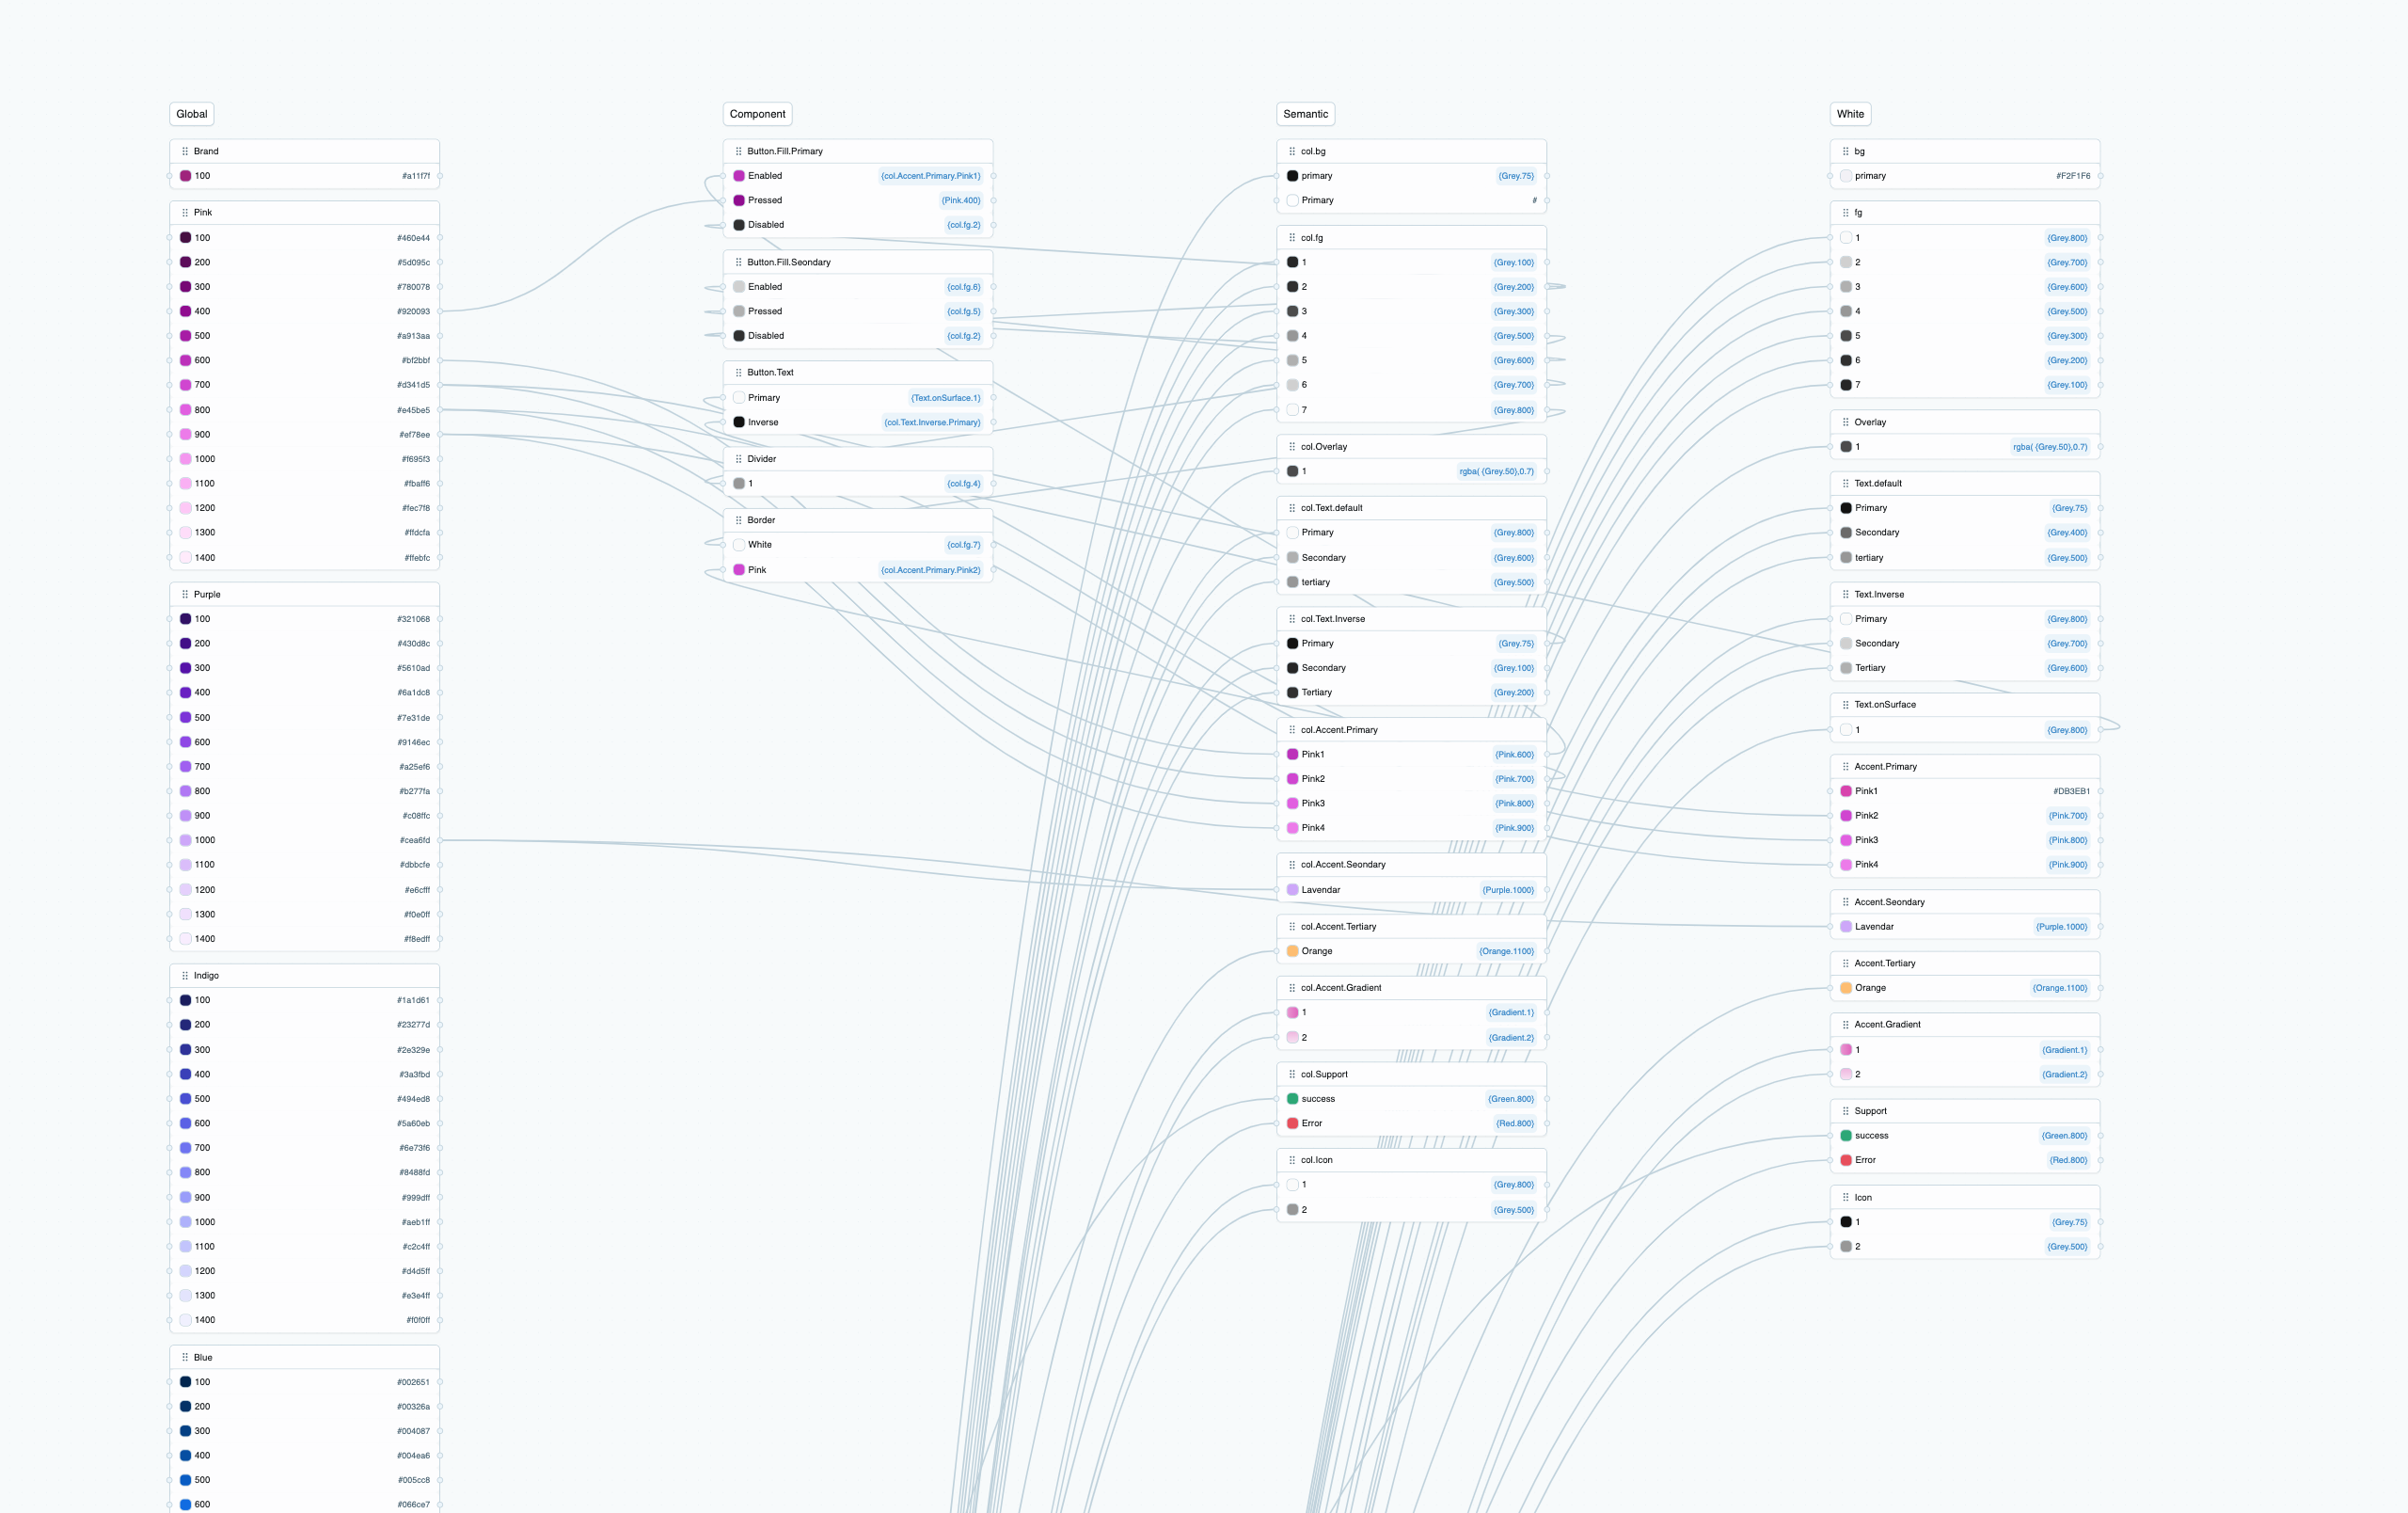 Global
Brand
100 #a11f7f
Pink
100 #460e44
200 #5d095c
300 #780078
400 #920093
500 #a913aa
600 #bf2bbf
700 #d341d5
800 #e45be5
900 #ef78ee
1000 #f695f3
1100 #fbaff6
1200 #fec7f8
1300 #ffdcfa
1400 #ffebfc
Purple
100 #321068
200 #430d8c
300 #5610ad
400 #6a1dc8
500 #7e31de
600 #9146ec
700 #a25ef6
800 #b277fa
900 #c08ffc
1000 #cea6fd
1100 #dbbcfe
1200 #e6cfff
1300 #f0e0ff
1400 #f8edff
Indigo
100 #1a1d61
200 #23277d
300 #2e329e
400 #3a3fbd
500 #494ed8
600 #5a60eb
700 #6e73f6
800 #8488fd
900 #999dff
1000 #aeb1ff
1100 #c2c4ff
1200 #d4d5ff
1300 #e3e4ff
1400 #f0f0ff
Blue
100 #002651
200 #00326a
300 #004087
400 #004ea6
500 #005cc8
600 #066ce7
Component
Button.Fill.Primary
Enabled {col.Accent.Primary.Pink1}
Pressed {Pink.400}
Disabled {col.fg.2}
Button.Fill.Seondary
Enabled {col.fg.6}
Pressed {col.fg.5}
Disabled {col.fg.2}
Button.Text
Primary {Text.onSurface.1}
Inverse {col.Text.Inverse.Primary}
Divider
1 {col.fg.4}
Border
White {col.fg.7}
Pink {col.Accent.Primary.Pink2}
Semantic
col.bg
primary {Grey.75}
Primary #
col.fg
1 {Grey.100}
2 {Grey.200}
3 {Grey.300}
4 {Grey.500}
5 {Grey.600}
6 {Grey.700}
7 {Grey.800}
col.Overlay
1 rgba( {Grey.50},0.7)
col.Text.default
Primary {Grey.800}
Secondary {Grey.600}
tertiary {Grey.500}
col.Text.Inverse
Primary {Grey.75}
Secondary {Grey.100}
Tertiary {Grey.200}
col.Accent.Primary
Pink1 {Pink.600}
Pink2 {Pink.700}
Pink3 {Pink.800}
Pink4 {Pink.900}
col.Accent.Seondary
Lavendar {Purple.1000}
col.Accent.Tertiary
Orange {Orange.1100}
col.Accent.Gradient
1 {Gradient.1}
2 {Gradient.2}
col.Support
success {Green.800}
Error {Red.800}
col.Icon
1 {Grey.800}
2 {Grey.500}
White
bg
primary #F2F1F6
fg
1 {Grey.800}
2 {Grey.700}
3 {Grey.600}
4 {Grey.500}
5 {Grey.300}
6 {Grey.200}
7 {Grey.100}
Overlay
1 rgba( {Grey.50},0.7)
Text.default
Primary {Grey.75}
Secondary {Grey.400}
tertiary {Grey.500}
Text.Inverse
Primary {Grey.800}
Secondary {Grey.700}
Tertiary {Grey.600}
Text.onSurface
1 {Grey.800}
Accent.Primary
Pink1 #DB3EB1
Pink2 {Pink.700}
Pink3 {Pink.800}
Pink4 {Pink.900}
Accent.Seondary
Lavendar {Purple.1000}
Accent.Tertiary
Orange {Orange.1100}
Accent.Gradient
1 {Gradient.1}
2 {Gradient.2}
Support
success {Green.800}
Error {Red.800}
Icon
1 {Grey.75}
2 {Grey.500}